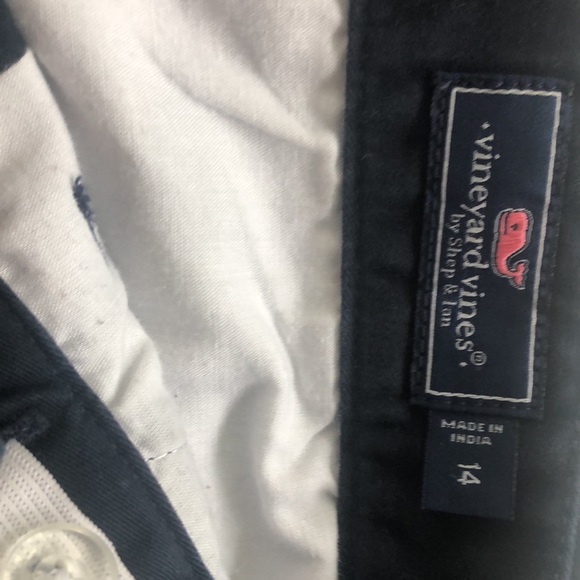 · vineyard vines® ·
by Shep & Ian
MADE IN
INDIA
14